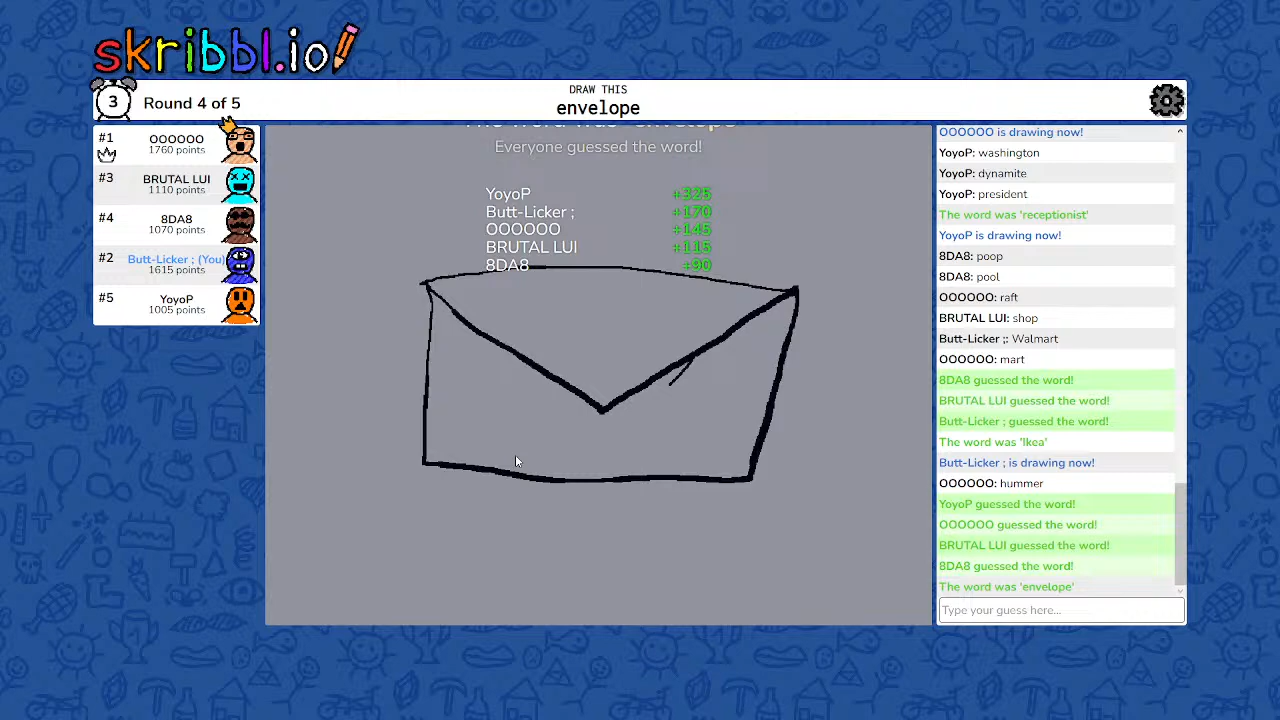 skribbl.io
3
Round 4 of 5
DRAW THIS
envelope
#1
OOOOOO
1760 points
#3
BRUTAL LUI
1110 points
#4
8DA8
1070 points
#2
Butt-Licker ; (You)
1615 points
#5
YoyoP
1005 points
The word was 'envelope'
Everyone guessed the word!
YoyoP +325
Butt-Licker ; +170
OOOOOO +145
BRUTAL LUI +115
8DA8 +90
OOOOOO is drawing now!
YoyoP: washington
YoyoP: dynamite
YoyoP: president
The word was 'receptionist'
YoyoP is drawing now!
8DA8: poop
8DA8: pool
OOOOOO: raft
BRUTAL LUI: shop
Butt-Licker ;: Walmart
OOOOOO: mart
8DA8 guessed the word!
BRUTAL LUI guessed the word!
Butt-Licker ; guessed the word!
The word was 'Ikea'
Butt-Licker ; is drawing now!
OOOOOO: hummer
YoyoP guessed the word!
OOOOOO guessed the word!
BRUTAL LUI guessed the word!
8DA8 guessed the word!
The word was 'envelope'
Type your guess here...